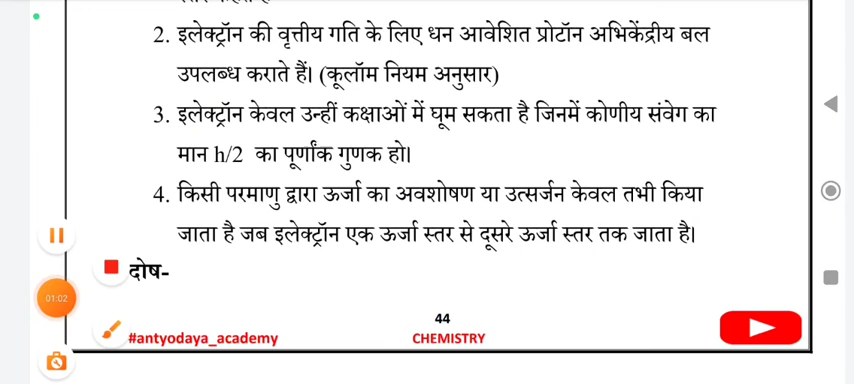 2. इलेक्ट्रॉन की वृत्तीय गति के लिए धन आवेशित प्रोटॉन अभिकेंद्रीय बल
उपलब्ध कराते हैं। (कूलॉम नियम अनुसार)
3. इलेक्ट्रॉन केवल उन्हीं कक्षाओं में घूम सकता है जिनमें कोणीय संवेग का
मान h/2 का पूर्णांक गुणक हो।
4. किसी परमाणु द्वारा ऊर्जा का अवशोषण या उत्सर्जन केवल तभी किया
जाता है जब इलेक्ट्रॉन एक ऊर्जा स्तर से दूसरे ऊर्जा स्तर तक जाता है।
दोष-
01:02
44
#antyodaya_academy
CHEMISTRY